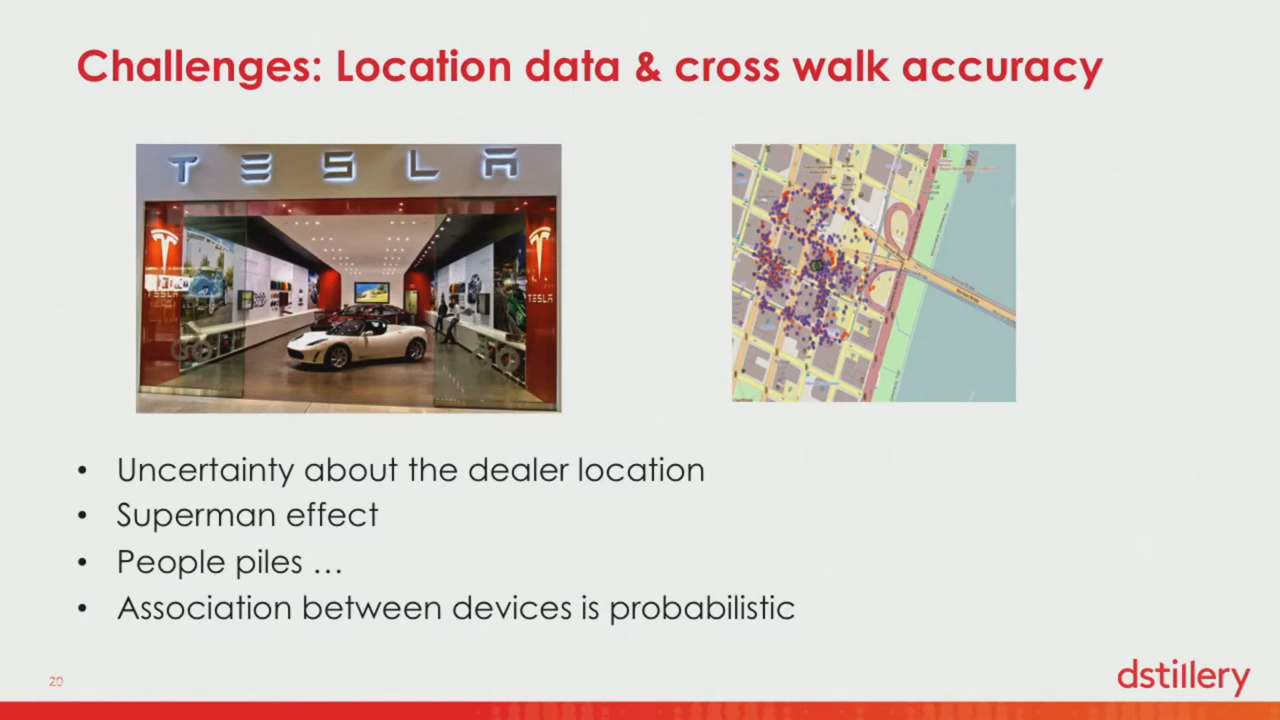 Challenges: Location data & cross walk accuracy
TESLA
TESLA
TESLA
• Uncertainty about the dealer location
• Superman effect
• People piles …
• Association between devices is probabilistic
20
dstillery